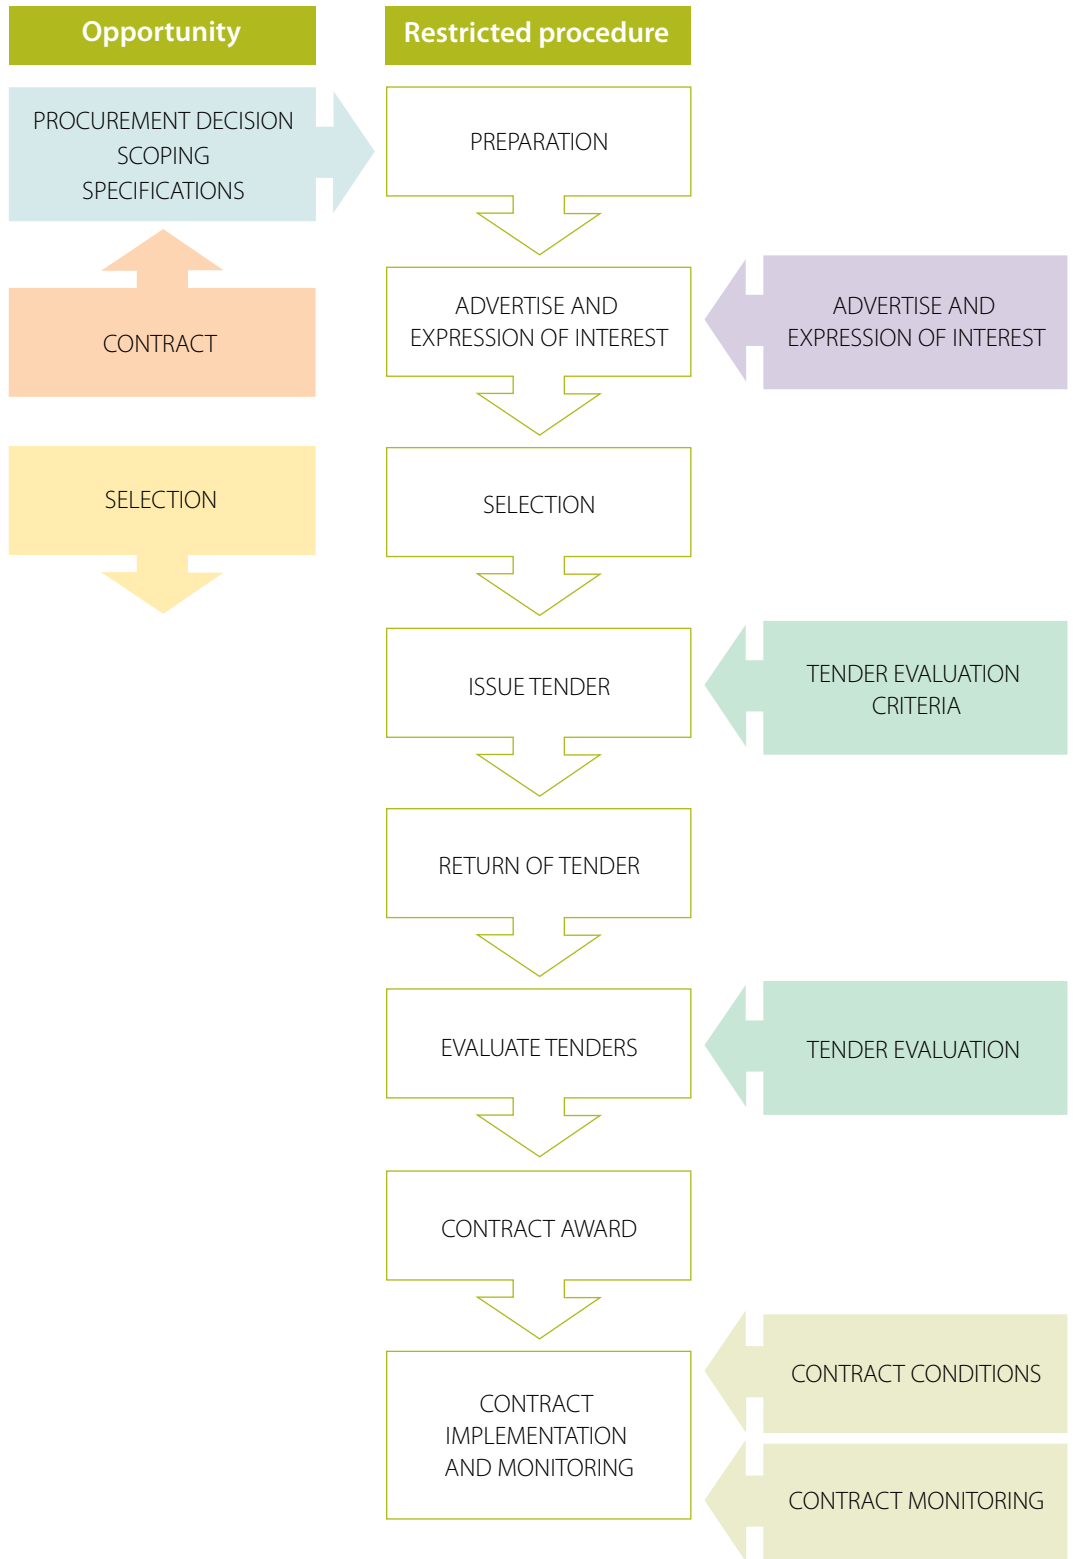 Opportunity
Restricted procedure
PROCUREMENT DECISION
SCOPING
SPECIFICATIONS
PREPARATION
CONTRACT
ADVERTISE AND
EXPRESSION OF INTEREST
ADVERTISE AND
EXPRESSION OF INTEREST
SELECTION
SELECTION
ISSUE TENDER
TENDER EVALUATION
CRITERIA
RETURN OF TENDER
EVALUATE TENDERS
TENDER EVALUATION
CONTRACT AWARD
CONTRACT
IMPLEMENTATION
AND MONITORING
CONTRACT CONDITIONS
CONTRACT MONITORING